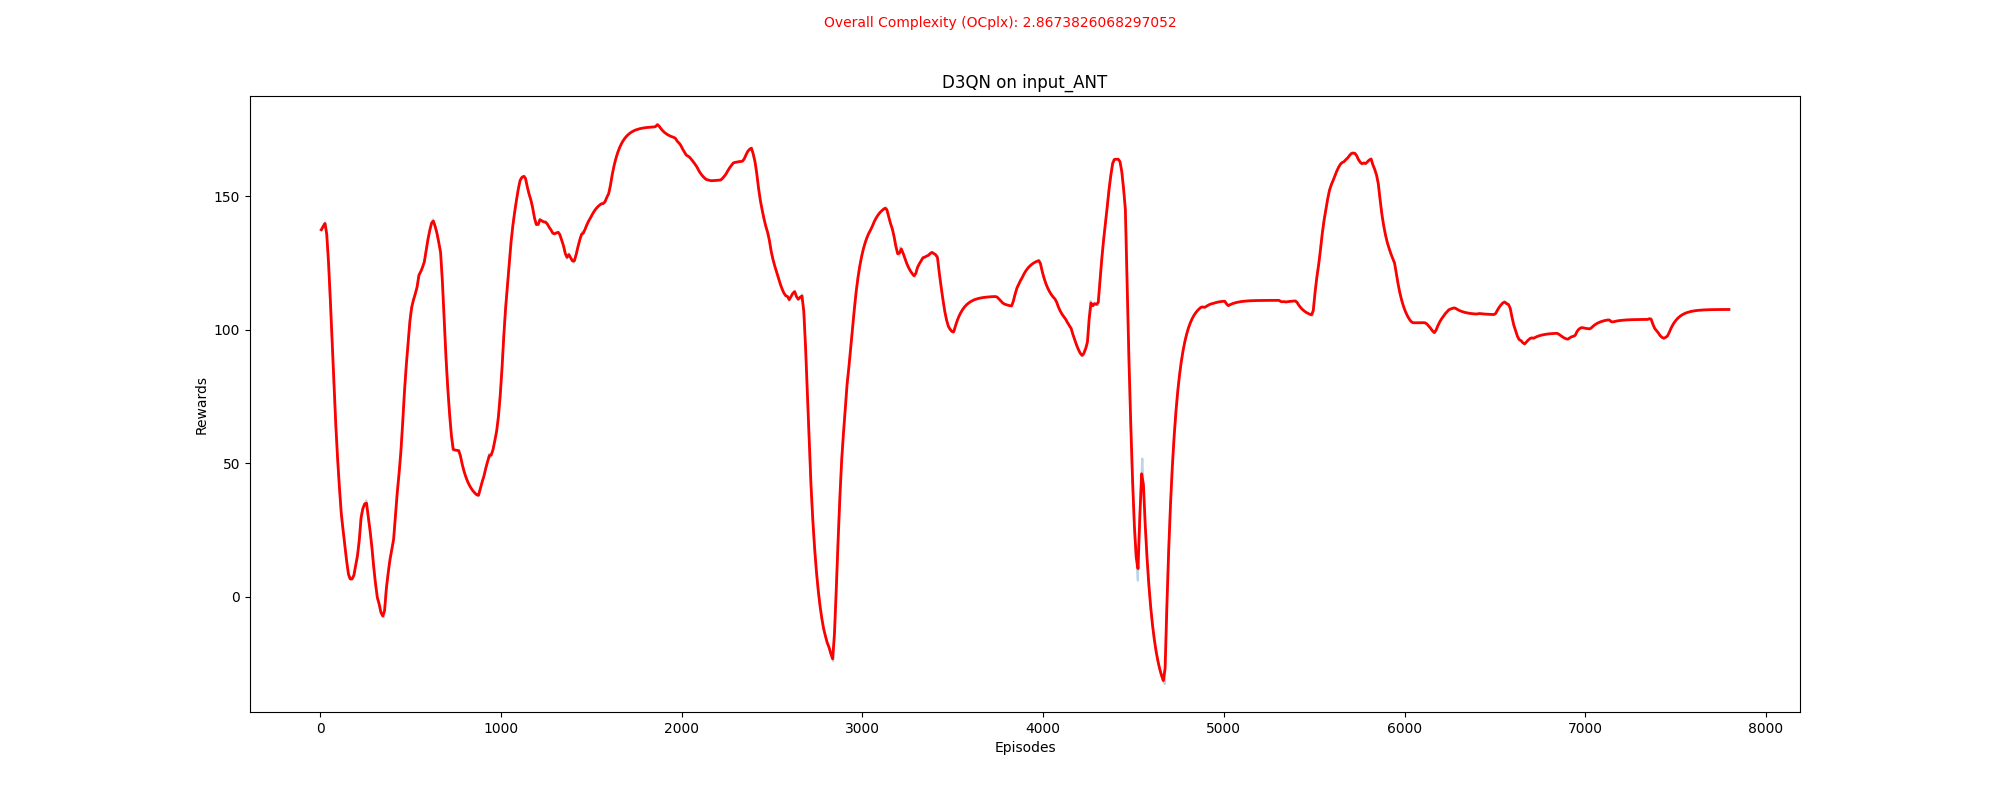 Overall Complexity (OCplx): 2.8673826068297052
D3QN on input_ANT
Rewards
150
100
50
0
0 1000 2000 3000 4000 5000 6000 7000 8000
Episodes